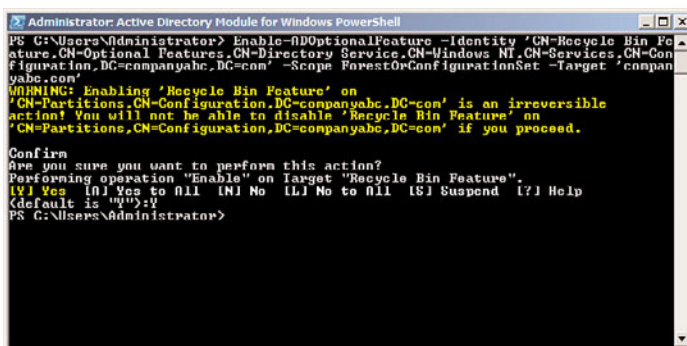 Administrator: Active Directory Module for Windows PowerShell
PS C:\Users\Administrator> Enable-ADOptionalFeature -Identity 'CN=Recycle Bin Fe
ature,CN=Optional Features,CN=Directory Service,CN=Windows NT,CN=Services,CN=Con
figuration,DC=companyabc,DC=com' -Scope ForestOrConfigurationSet -Target 'compan
yabc.com'
WARNING: Enabling 'Recycle Bin Feature' on
'CN=Partitions,CN=Configuration,DC=companyabc,DC=com' is an irreversible
action! You will not be able to disable 'Recycle Bin Feature' on
'CN=Partitions,CN=Configuration,DC=companyabc,DC=com' if you proceed.
Confirm
Are you sure you want to perform this action?
Performing operation "Enable" on Target "Recycle Bin Feature".
[Y] Yes  [A] Yes to All  [N] No  [L] No to All  [S] Suspend  [?] Help
(default is "Y"):Y
PS C:\Users\Administrator>